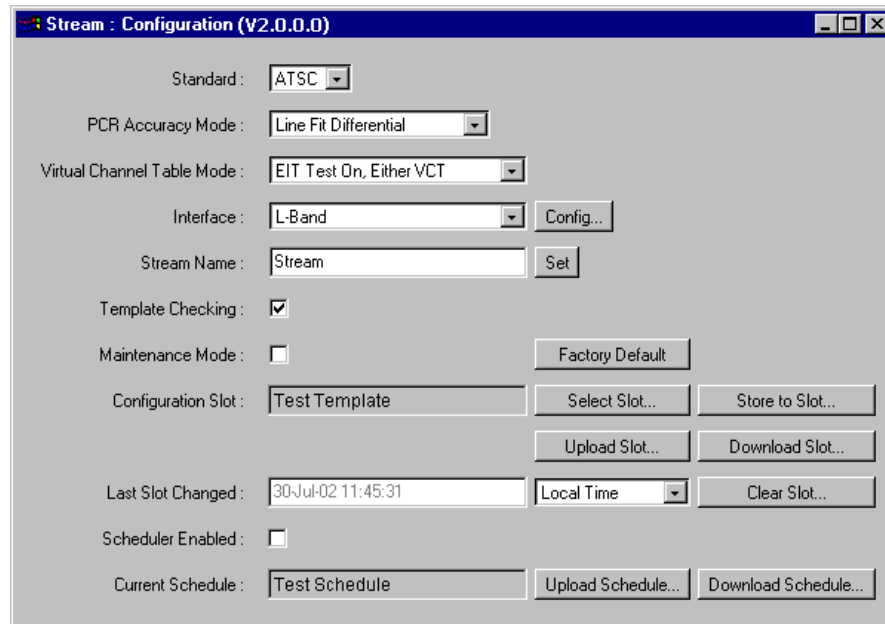 Stream : Configuration (V2.0.0.0)
Standard : ATSC
PCR Accuracy Mode : Line Fit Differential
Virtual Channel Table Mode : EIT Test On, Either VCT
Interface : L-Band Config...
Stream Name : Stream Set
Template Checking :
Maintenance Mode : Factory Default
Configuration Slot : Test Template Select Slot... Store to Slot...
Upload Slot... Download Slot...
Last Slot Changed : 30-Jul-02 11:45:31 Local Time Clear Slot...
Scheduler Enabled :
Current Schedule : Test Schedule Upload Schedule... Download Schedule...